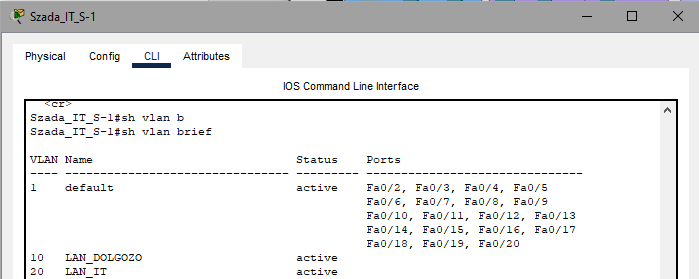 Szada_IT_S-1
Physical Config CLI Attributes
IOS Command Line Interface
<cr>
Szada_IT_S-1#sh vlan b
Szada_IT_S-1#sh vlan brief
VLAN Name Status Ports
---- -------------------------------- --------- -------------------------------
1 default active Fa0/2, Fa0/3, Fa0/4, Fa0/5
Fa0/6, Fa0/7, Fa0/8, Fa0/9
Fa0/10, Fa0/11, Fa0/12, Fa0/13
Fa0/14, Fa0/15, Fa0/16, Fa0/17
Fa0/18, Fa0/19, Fa0/20
10 LAN_DOLGOZO active
20 LAN_IT active